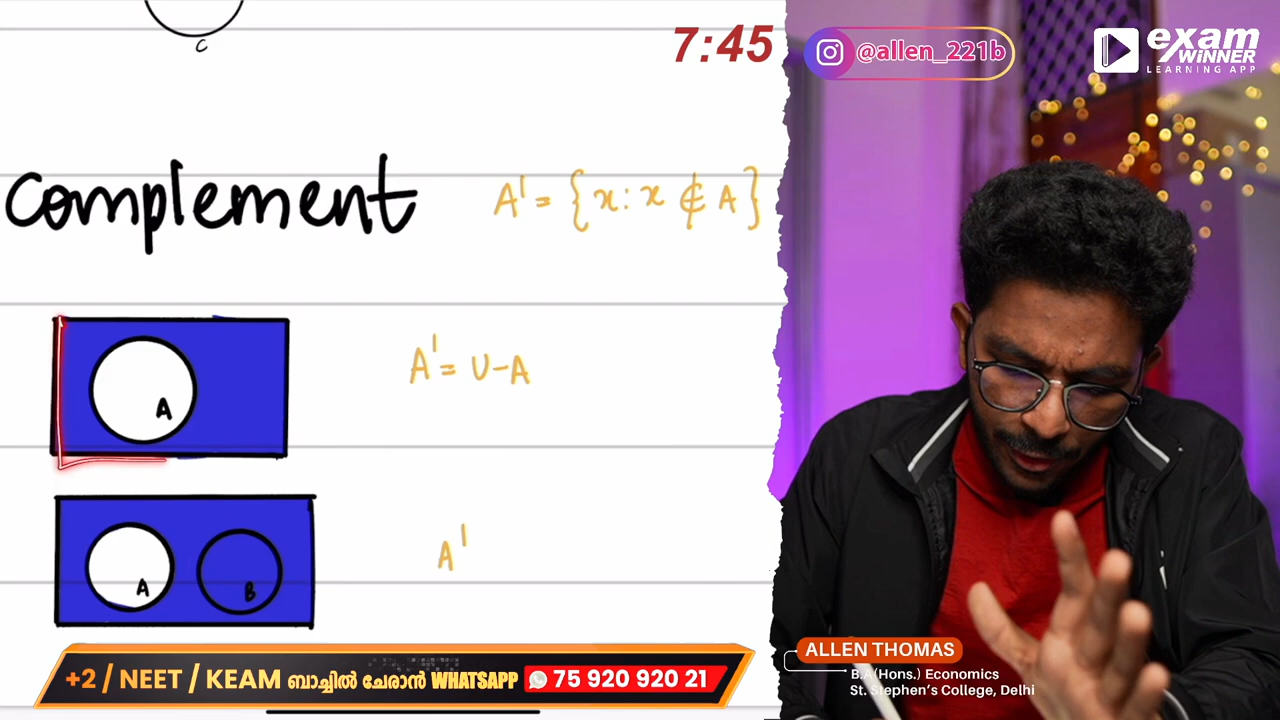 C
7:45
@allen_221b
exam
WiNNER
LEARNING APP
complement
A' = {x : x ∉ A}
A
A' = U-A
A
B
A'
ALLEN THOMAS
B.A(Hons.) Economics
St. Stephen's College, Delhi
+2 / NEET / KEAM ബാച്ചിൽ ചേരാൻ WHATSAPP 75 920 920 21